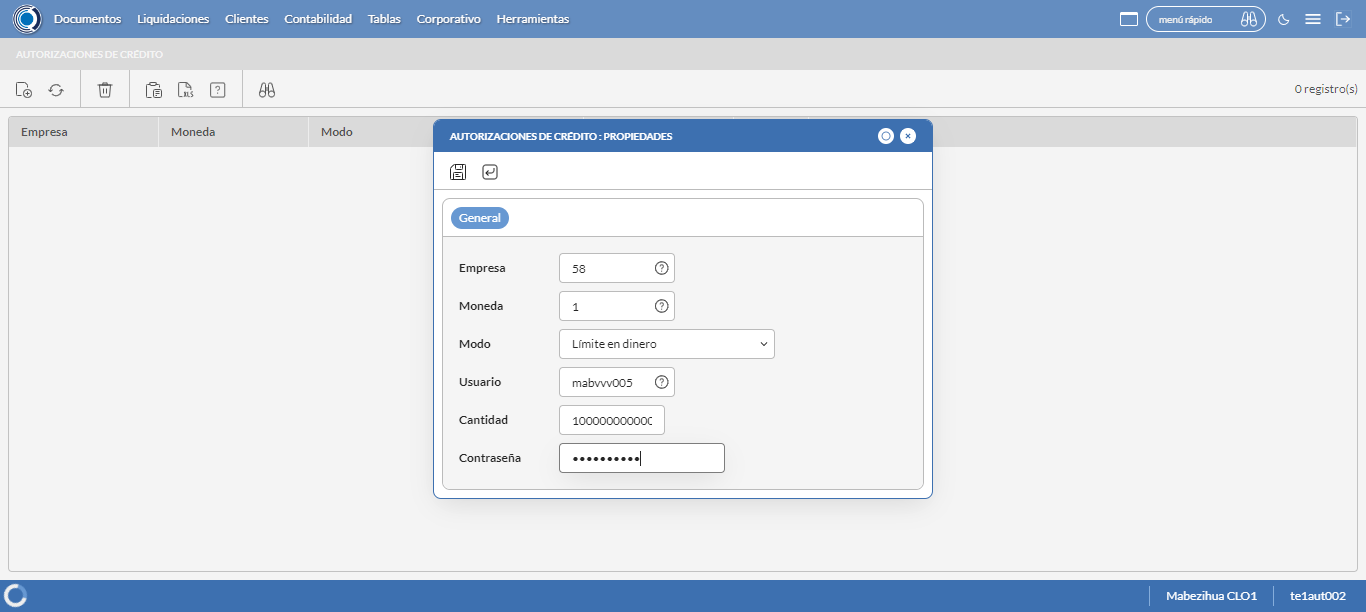 Documentos Liquidaciones Clientes Contabilidad Tablas Corporativo Herramientas menú rápido
AUTORIZACIONES DE CRÉDITO
XLS ? 0 registro(s)
Empresa Moneda Modo
AUTORIZACIONES DE CRÉDITO : PROPIEDADES
General
Empresa 58 ?
Moneda 1 ?
Modo Límite en dinero
Usuario mabvvv005 ?
Cantidad 100000000000
Contraseña ••••••••••
Mabezihua CLO1 te1aut002